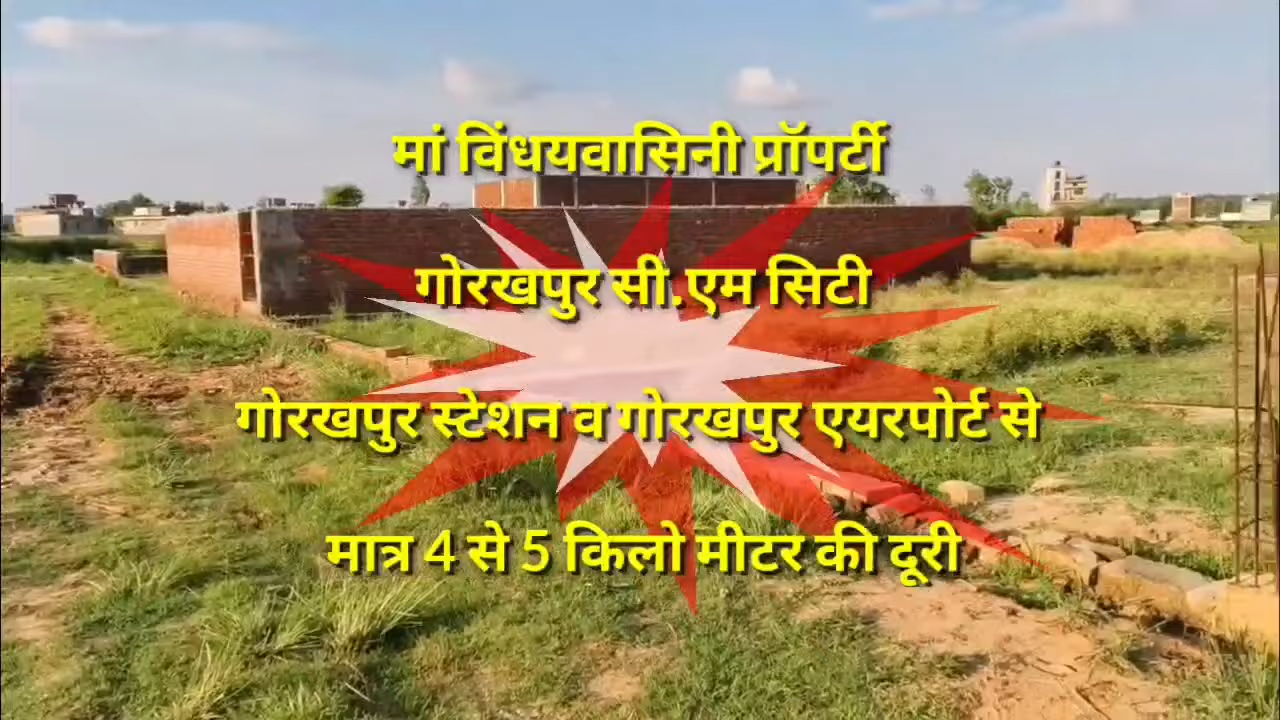 मां विंधयवासिनी प्रॉपर्टी
गोरखपुर सी.एम सिटी
गोरखपुर स्टेशन व गोरखपुर एयरपोर्ट से
मात्र 4 से 5 किलो मीटर की दूरी